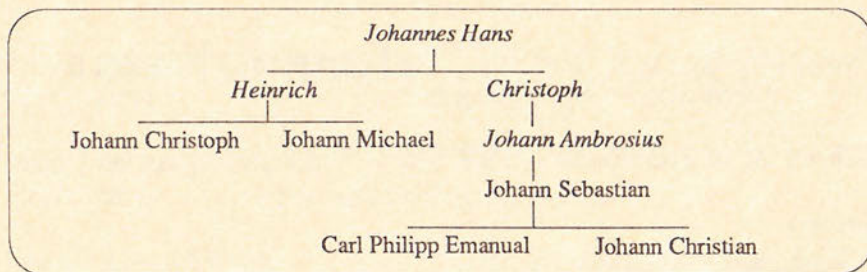 Johannes Hans
Heinrich Christoph
Johann Christoph Johann Michael Johann Ambrosius
Johann Sebastian
Carl Philipp Emanual Johann Christian